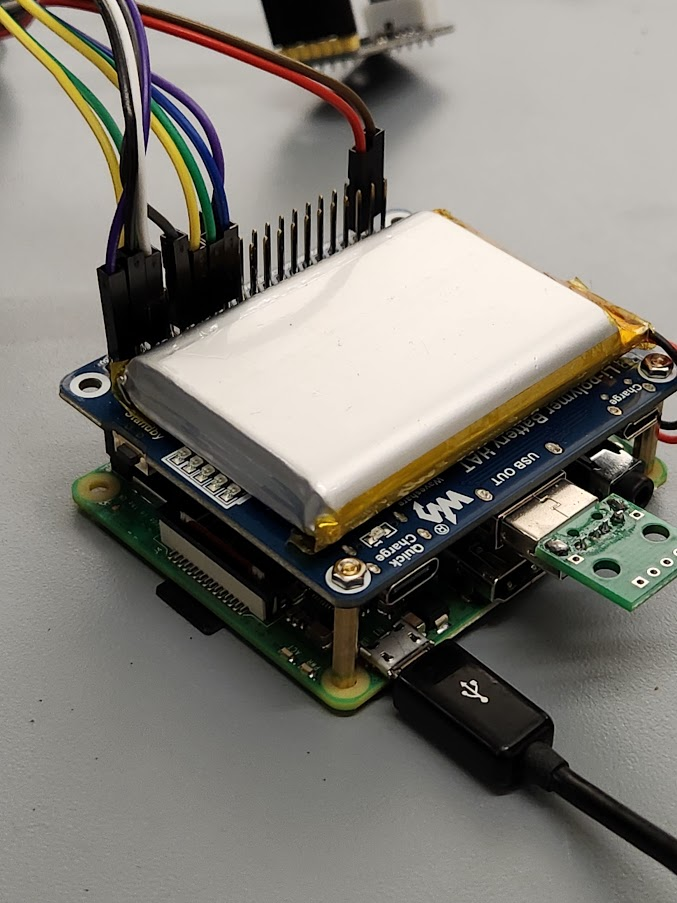 Standby
Li-polymer Battery HAT
Charge
USB OUT
Quick
Charge